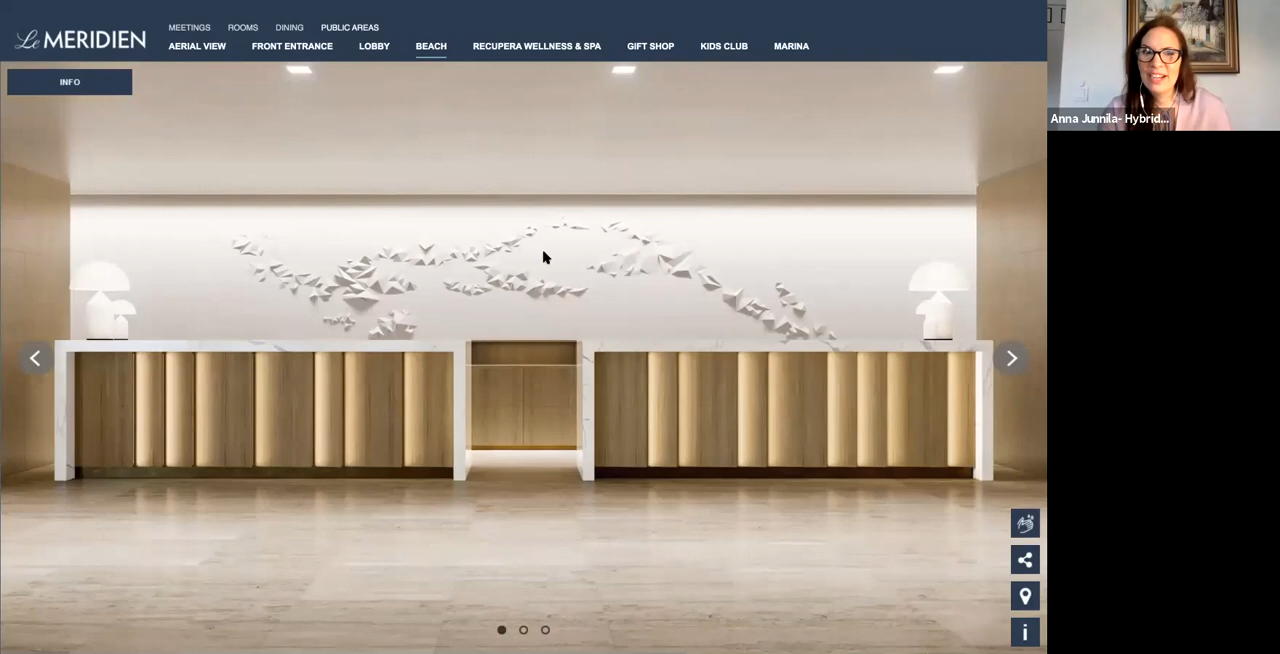 Le MERIDIEN
MEETINGS ROOMS DINING PUBLIC AREAS
AERIAL VIEW FRONT ENTRANCE LOBBY BEACH RECUPERA WELLNESS & SPA GIFT SHOP KIDS CLUB MARINA
INFO
Anna Junnila- Hybrid...
i